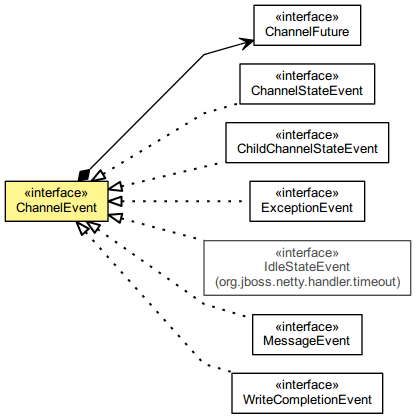 «interface»
ChannelFuture
«interface»
ChannelStateEvent
«interface»
ChildChannelStateEvent
«interface»
ChannelEvent
«interface»
ExceptionEvent
«interface»
IdleStateEvent
(org.jboss.netty.handler.timeout)
«interface»
MessageEvent
«interface»
WriteCompletionEvent